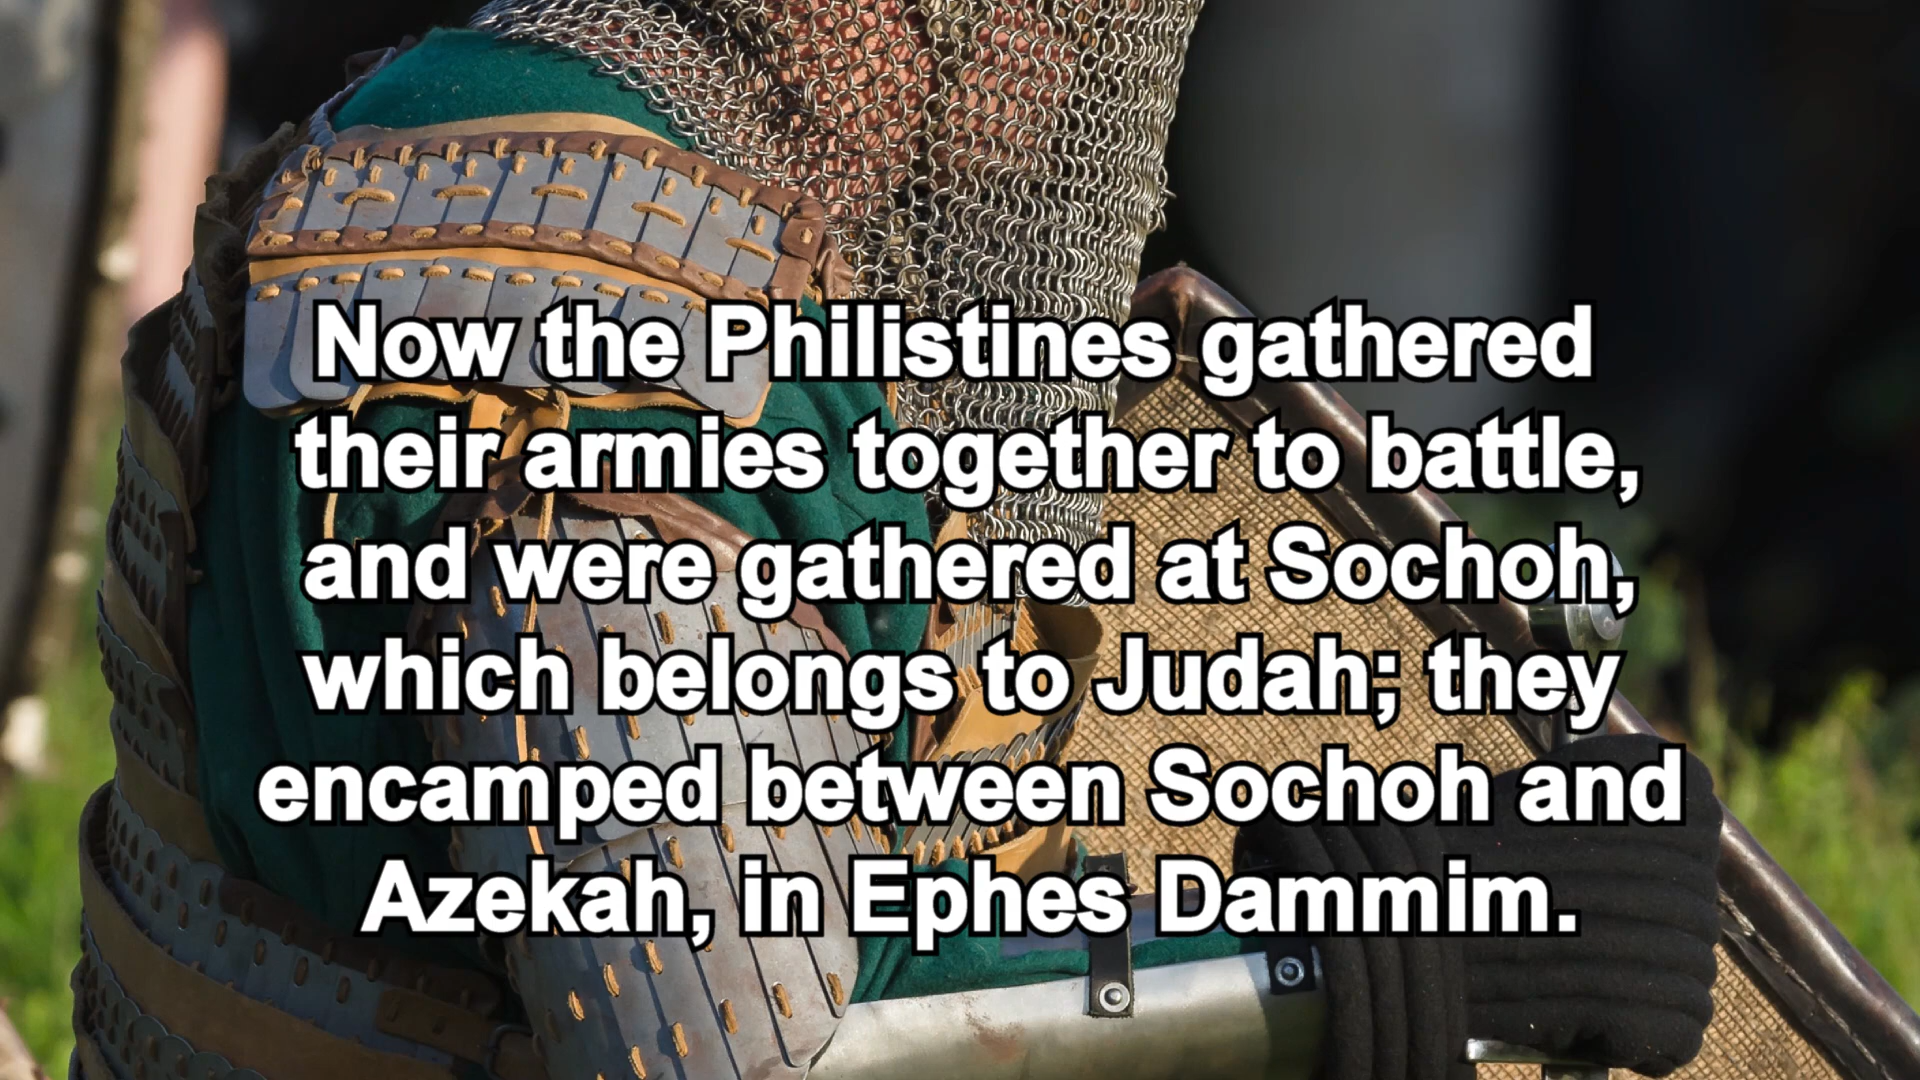 Now the Philistines gathered
their armies together to battle,
and were gathered at Sochoh,
which belongs to Judah; they
encamped between Sochoh and
Azekah, in Ephes Dammim.